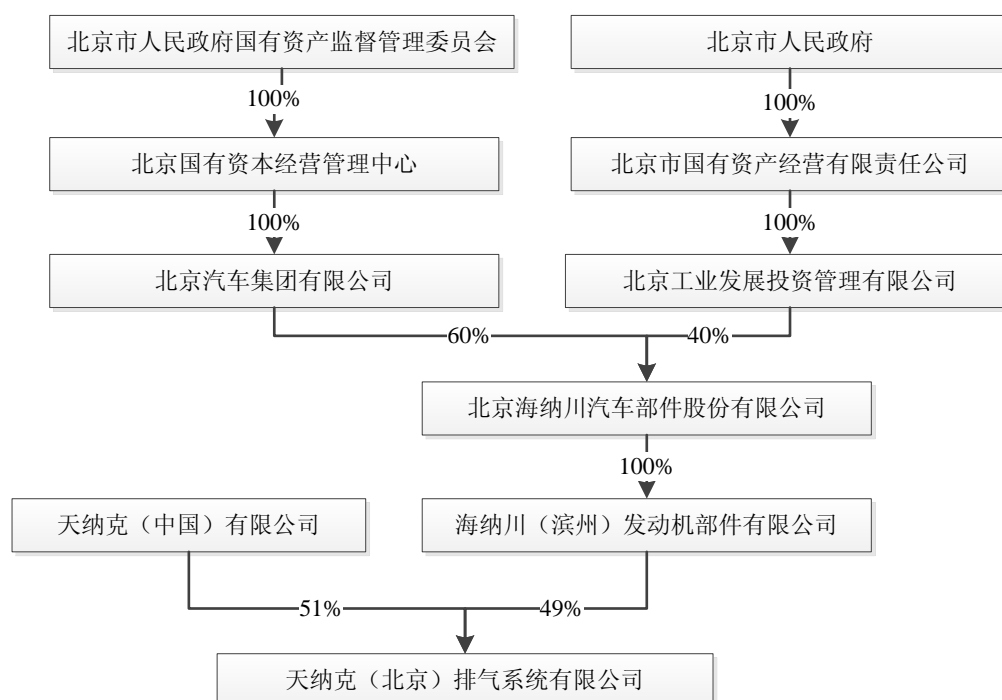 北京市人民政府国有资产监督管理委员会
北京市人民政府
100%
100%
北京国有资本经营管理中心
北京市国有资产经营有限责任公司
100%
100%
北京汽车集团有限公司
北京工业发展投资管理有限公司
60%
40%
北京海纳川汽车部件股份有限公司
100%
天纳克（中国）有限公司
海纳川（滨州）发动机部件有限公司
51%
49%
天纳克（北京）排气系统有限公司